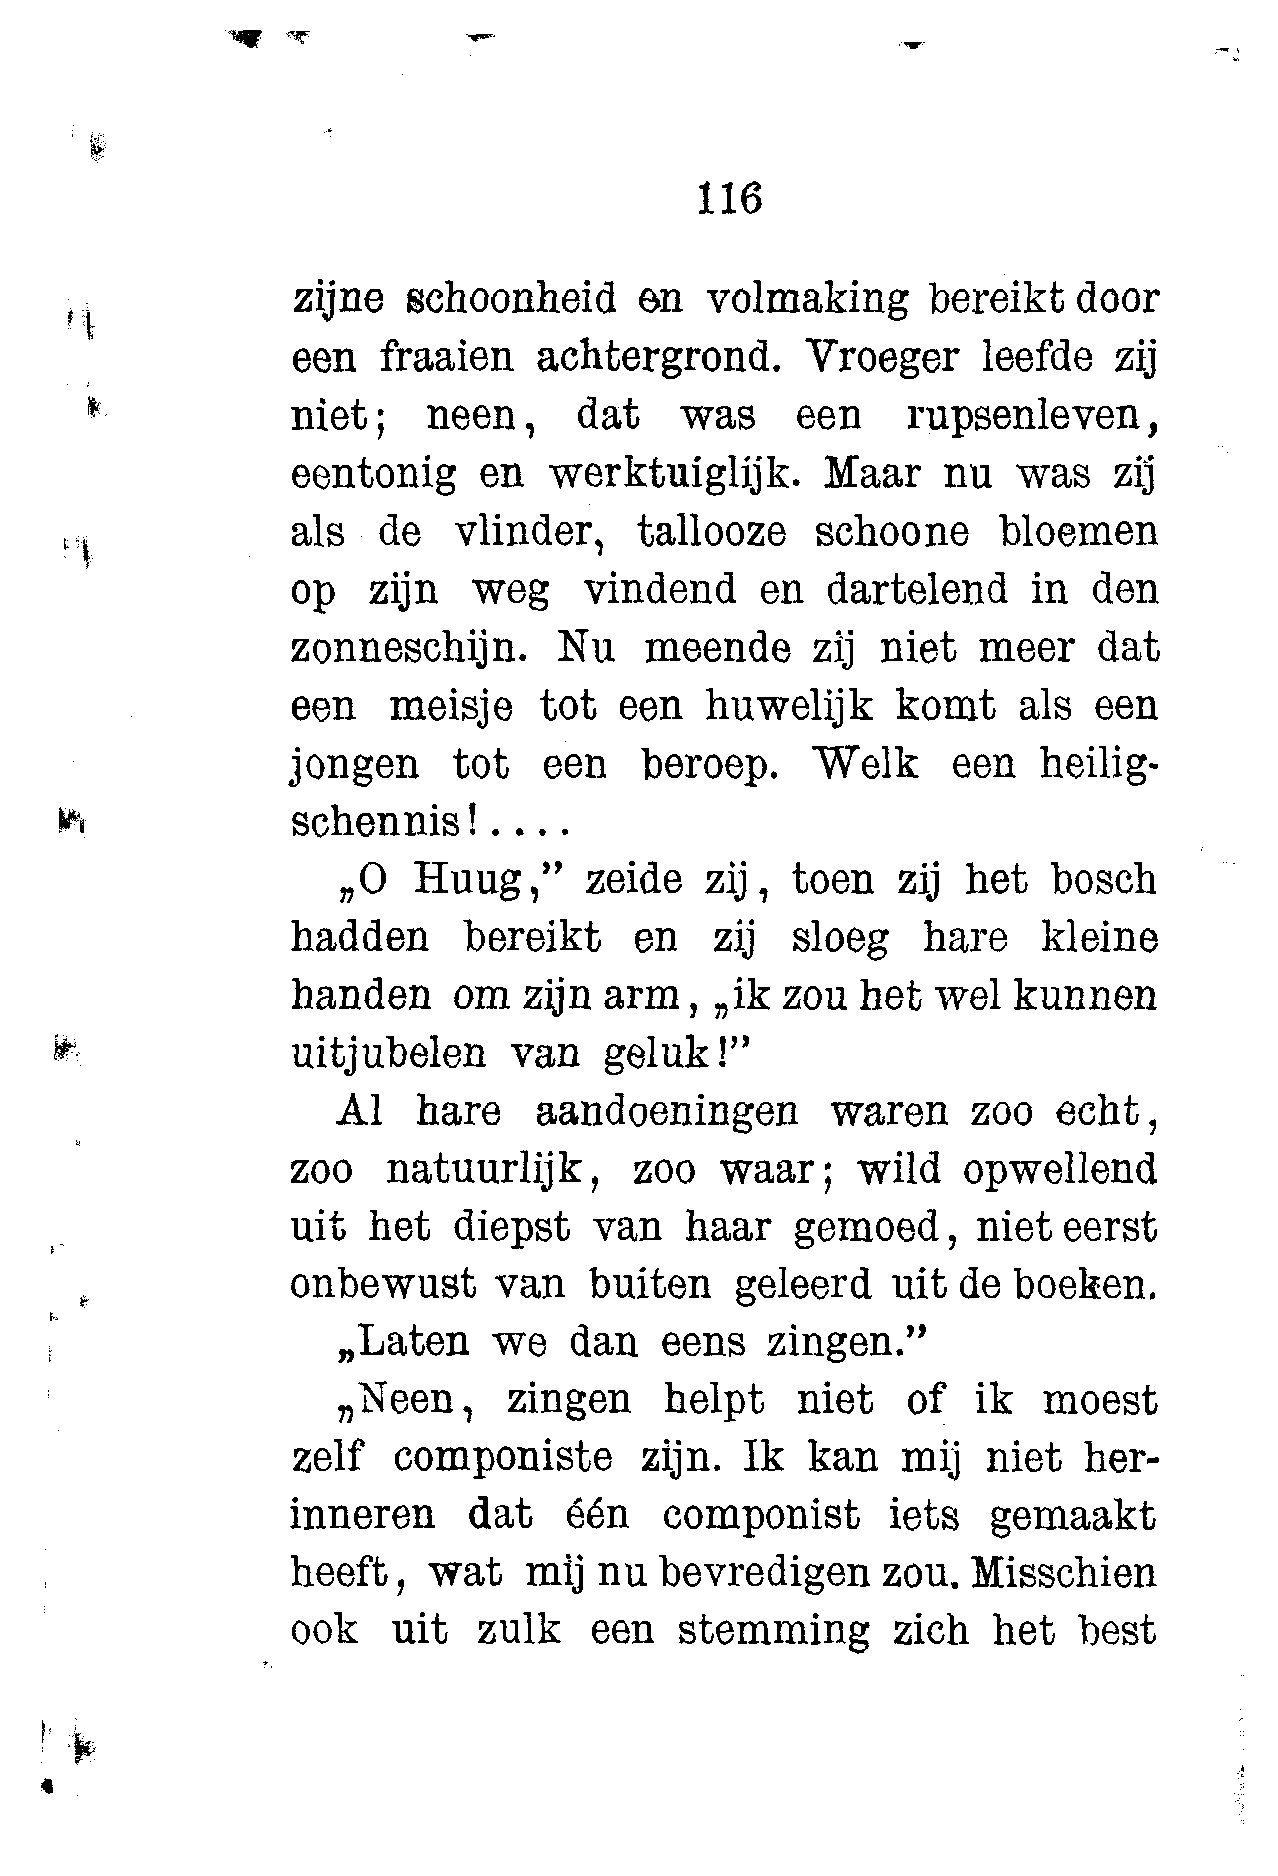 116
zijne schoonheid en volmaking bereikt door
een fraaien achtergrond. Vroeger leefde zij
niet; neen, dat was een rupsenleven,
eentonig en werktuiglijk. Maar nu was zij
als de vlinder, tallooze schoone bloemen
op zijn weg vindend en dartelend in den
zonneschijn. Nu meende zij niet meer dat
een meisje tot een huwelijk komt als een
jongen tot een beroep. Welk een heilig-
schennis!....
„O Huug,” zeide zij, toen zij het bosch
hadden bereikt en zij sloeg hare kleine
handen om zijn arm, „ik zou het wel kunnen
uitjubelen van geluk!”
Al hare aandoeningen waren zoo echt,
zoo natuurlijk, zoo waar; wild opwellend
uit het diepst van haar gemoed, niet eerst
onbewust van buiten geleerd uit de boeken.
„Laten we dan eens zingen.”
„Neen, zingen helpt niet of ik moest
zelf componiste zijn. Ik kan mij niet her-
inneren dat één componist iets gemaakt
heeft, wat mij nu bevredigen zou. Misschien
ook uit zulk een stemming zich het best